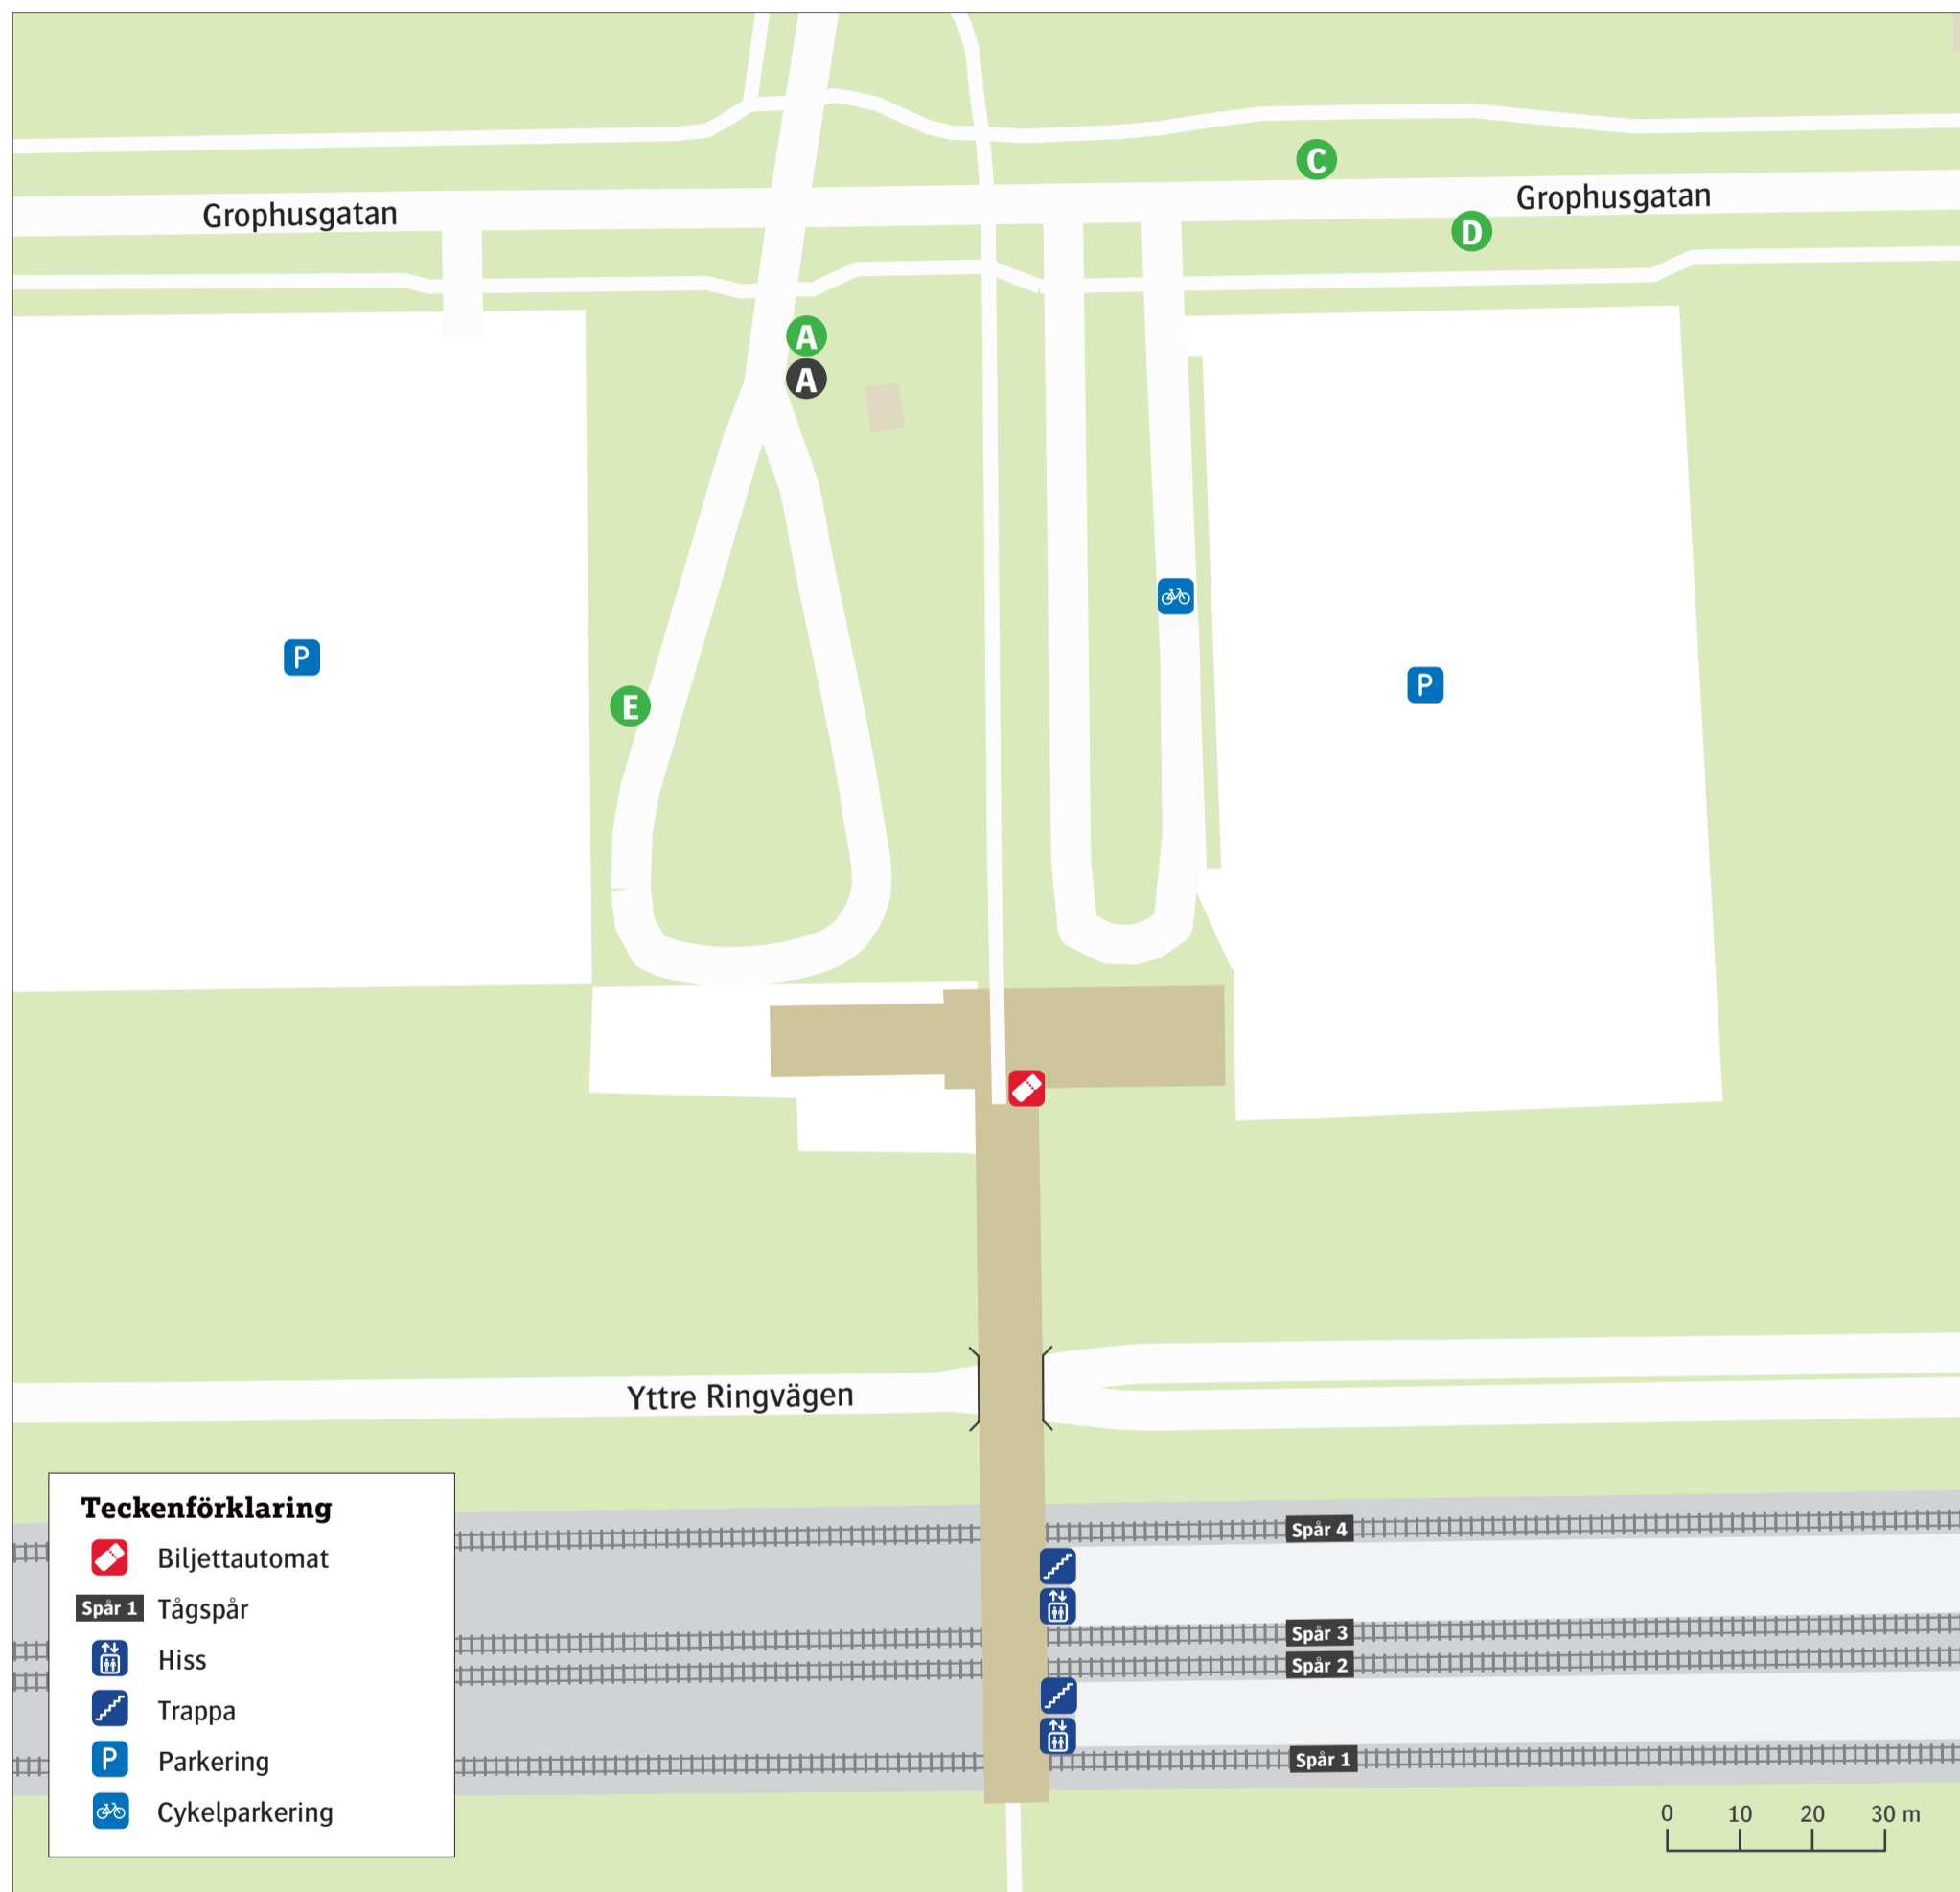 C
Grophusgatan
Grophusgatan
D
A
A
P
P
E
Yttre Ringvägen
Teckenförklaring
Biljettautomat
Spår 1 Tågspår
Hiss
Trappa
P Parkering
Cykelparkering
Spår 4
Spår 3
Spår 2
Spår 1
0 10 20 30 m